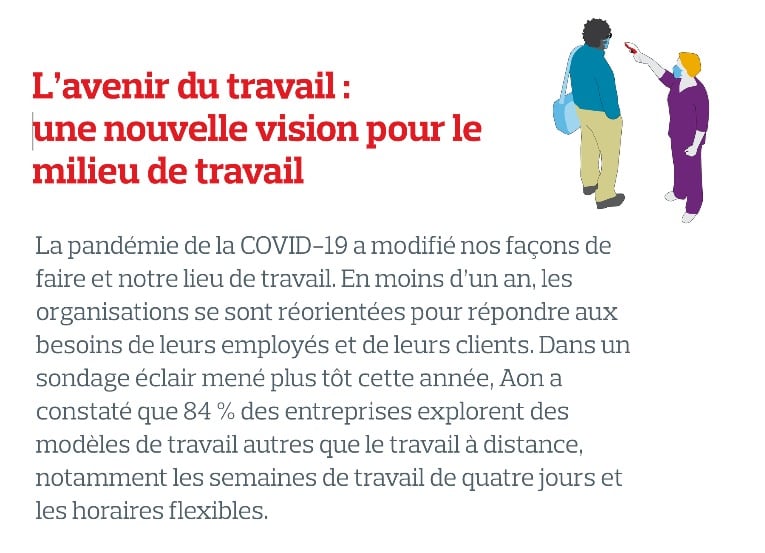 L’avenir du travail :
une nouvelle vision pour le
milieu de travail
La pandémie de la COVID-19 a modifié nos façons de
faire et notre lieu de travail. En moins d’un an, les
organisations se sont réorientées pour répondre aux
besoins de leurs employés et de leurs clients. Dans un
sondage éclair mené plus tôt cette année, Aon a
constaté que 84 % des entreprises explorent des
modèles de travail autres que le travail à distance,
notamment les semaines de travail de quatre jours et
les horaires flexibles.